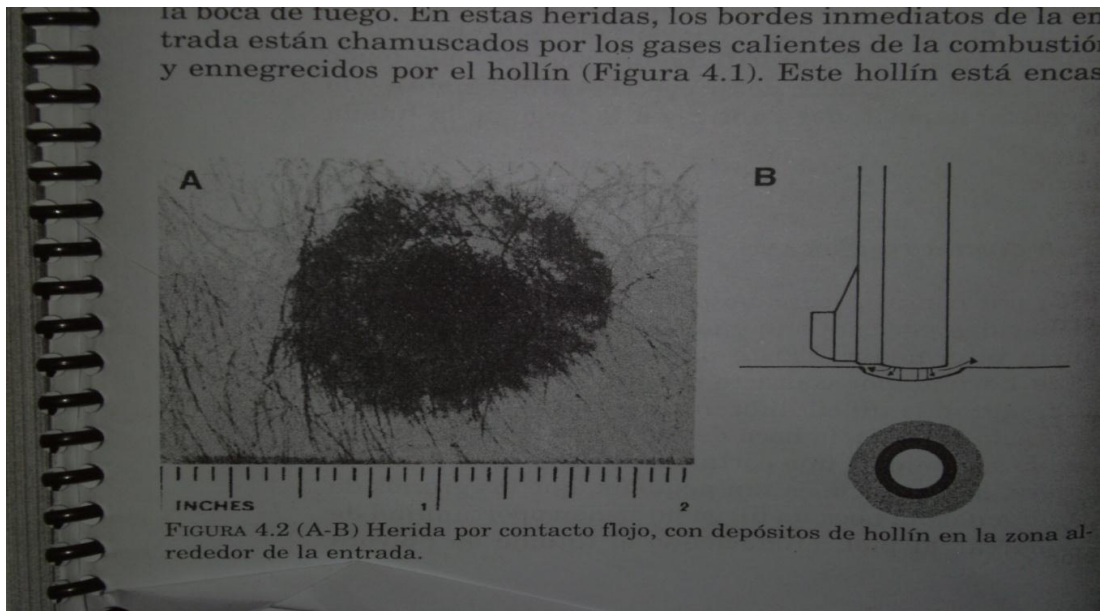 la boca de fuego. En estas heridas, los bordes inmediatos de la en
trada están chamuscados por los gases calientes de la combustió
y ennegrecidos por el hollín (Figura 4.1). Este hollín está encas
A
B
INCHES 1 2
FIGURA 4.2 (A-B) Herida por contacto flojo, con depósitos de hollín en la zona al-
rededor de la entrada.